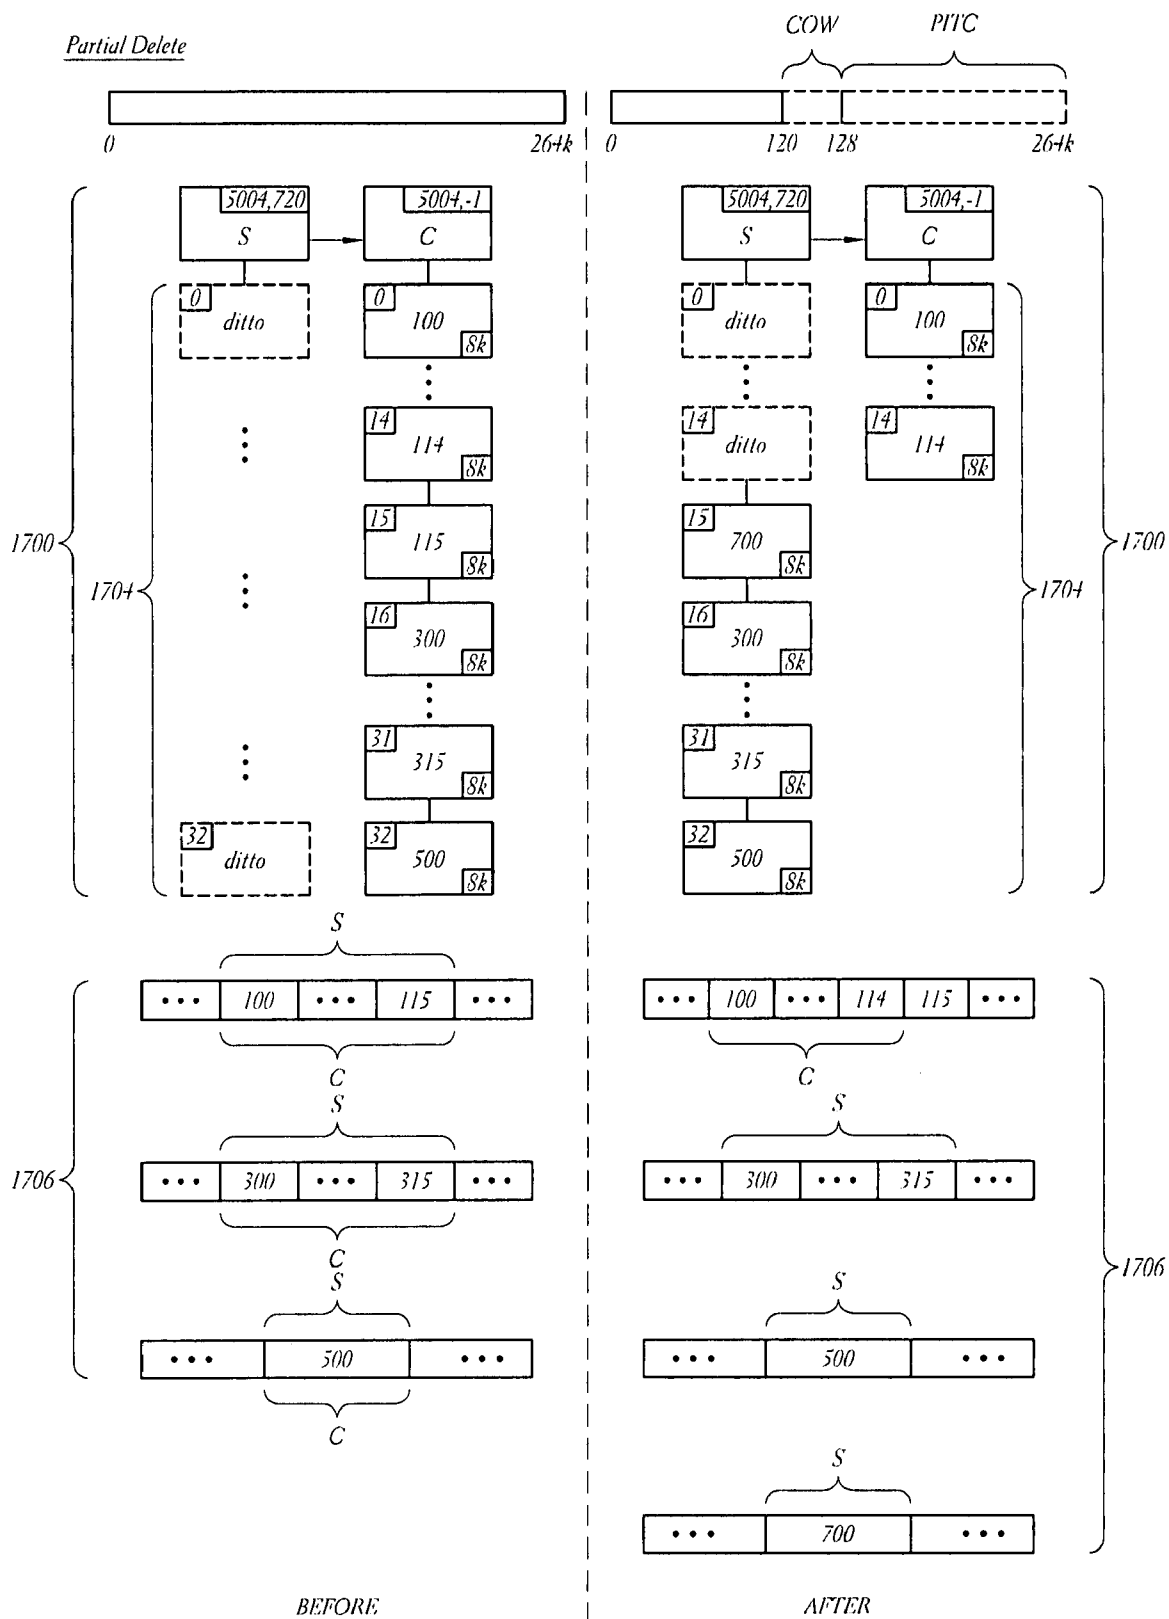 Partial Delete
COW
PITC
0
264k
0
120
128
264k
5004,720
S
5004,-1
C
5004,720
S
5004,-1
C
0
ditto
0
100
8k
0
ditto
0
100
8k
14
114
8k
14
ditto
14
114
8k
15
115
8k
15
700
8k
1700
1704
1704
1700
16
300
8k
16
300
8k
31
315
8k
31
315
8k
32
ditto
32
500
8k
32
500
8k
S
••• 100 ••• 115 •••
C
S
••• 300 ••• 315 •••
C
S
••• 500 •••
C
1706
••• 100 ••• 114 115 •••
C
S
••• 300 ••• 315 •••
S
••• 500 •••
S
••• 700 •••
1706
BEFORE
AFTER